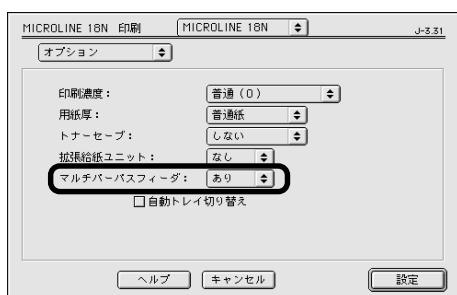 MICROLINE 18N 印刷 MICROLINE 18N J-3.31
オプション
印刷濃度： 普通（0）
用紙厚： 普通紙
トナーセーブ： しない
拡張給紙ユニット： なし
マルチパーパスフィーダ： あり
自動トレイ切り替え
ヘルプ キャンセル 設定